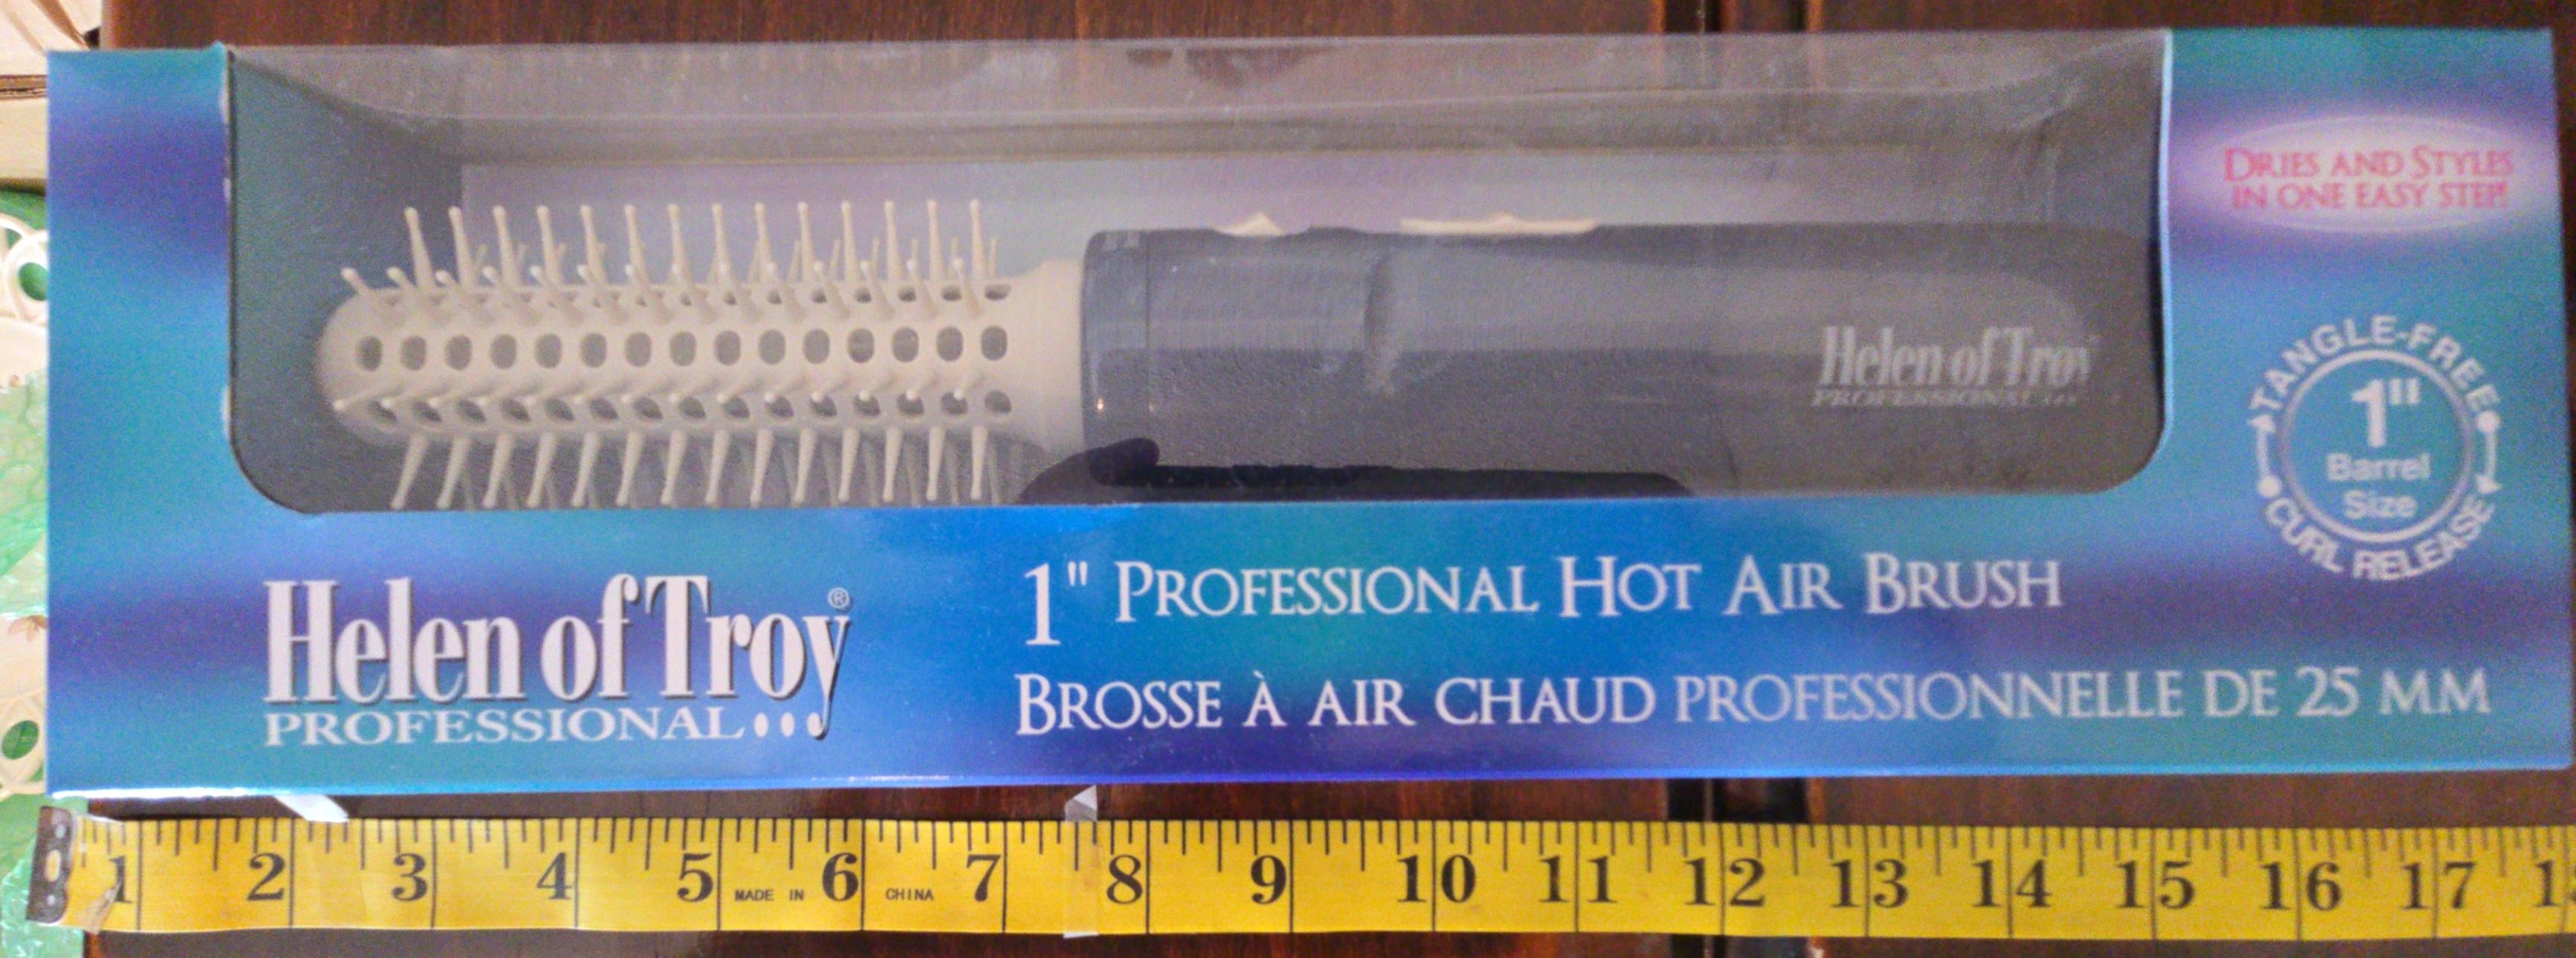 DRIES AND STYLES
IN ONE EASY STEP!
Helen of Troy
PROFESSIONAL...
TANGLE-FREE
1"
Barrel
Size
CURL RELEASE
Helen of Troy®
PROFESSIONAL...
1" PROFESSIONAL HOT AIR BRUSH
BROSSE À AIR CHAUD PROFESSIONNELLE DE 25 MM
1 2 3 4 5 MADE IN 6 CHINA 7 8 9 10 11 12 13 14 15 16 17